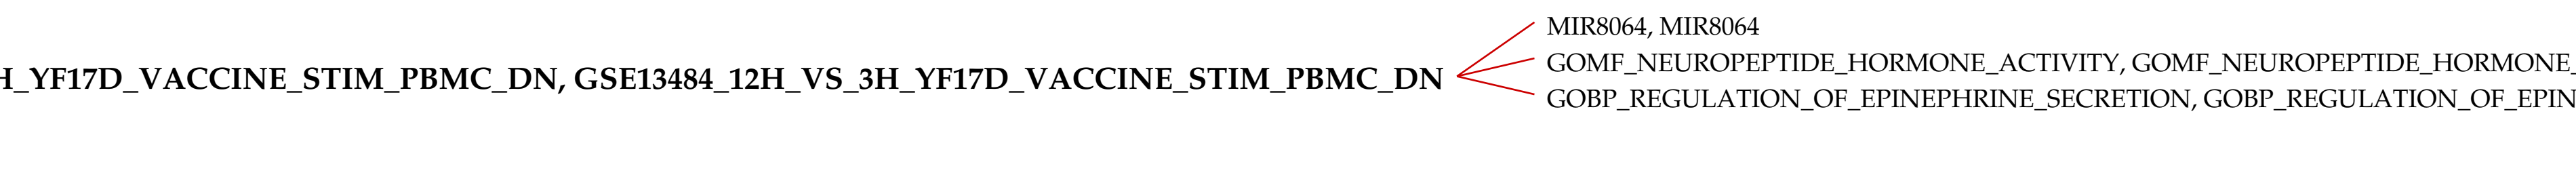 H_YF17D_VACCINE_STIM_PBMC_DN, GSE13484_12H_VS_3H_YF17D_VACCINE_STIM_PBMC_DN
MIR8064, MIR8064
GOMF_NEUROPEPTIDE_HORMONE_ACTIVITY, GOMF_NEUROPEPTIDE_HORMONE_
GOBP_REGULATION_OF_EPINEPHRINE_SECRETION, GOBP_REGULATION_OF_EPIN